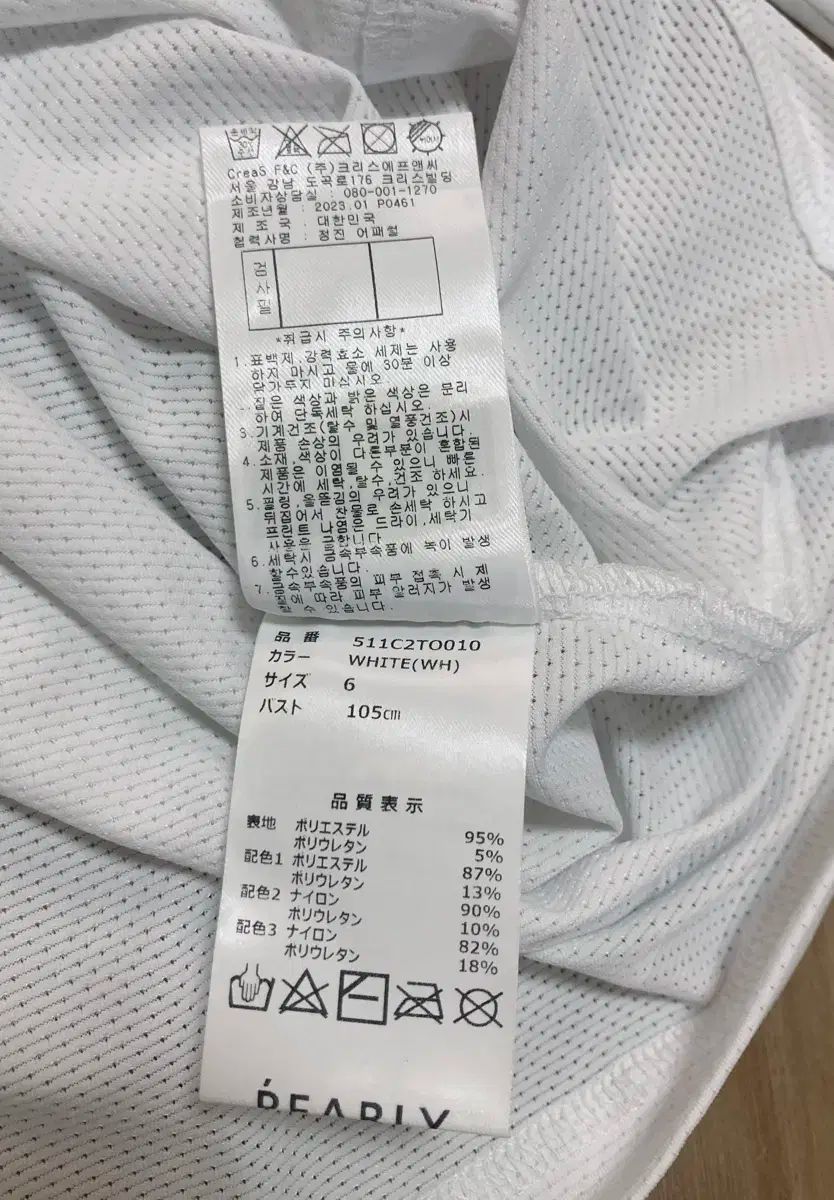 손세탁
30℃
중성
CreaS F&C (주)크리스에프앤씨
서울 강남 도곡로176 크리스빌딩
소비자상담실 : 080-001-1270
제조년월 : 2023.01 P0461
제 조 국 : 대한민국
협력사명 : 정진 어패럴
검사필
*취급시 주의사항*
1.표백제,강력효소 세제는 사용
하지 마시고 물에 30분 이상
담가두지 마십시오
짙은 색상과 밝은 색상은 분리
하여 단독세탁 하십시오.
3.기계건조(탈수 및 열풍건조)시
제품 손상의 우려가 있습니다.
4.소재,색상이 다른부분이 혼합된
제품은 이염될 수 있으니 빠른
시간에 세탁,탈수,건조 하세요.
5.필링,올뜯김의 우려가 있으니
뒤집어서 찬물로 손세탁 하시고
프린트 나염은 드라이,세탁기
사용은 금합니다
6.세탁시 금속부속품에 녹이 발생
할수있습니다.
7.금속부속품의 피부 접촉 시 체
질에 따라 피부 알러지가 발생
할 수 있습니다.
品番 511C2TO010
カラー WHITE(WH)
サイズ 6
バスト 105cm
品質表示
表地 ポリエステル 95%
ポリウレタン 5%
配色1 ポリエステル 87%
ポリウレタン 13%
配色2 ナイロン 90%
ポリウレタン 10%
配色3 ナイロン 82%
ポリウレタン 18%
PEARLY